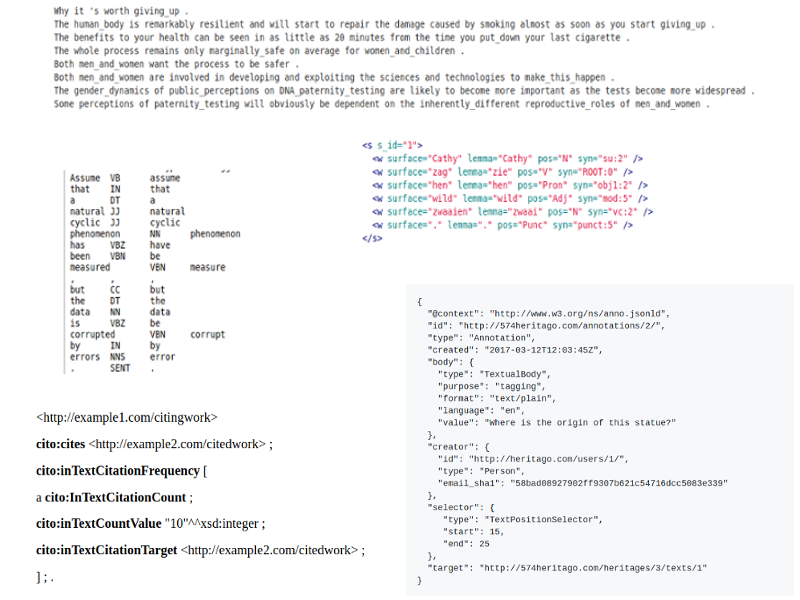 Why it 's worth giving_up .
The human_body is remarkably resilient and will start to repair the damage caused by smoking almost as soon as you start giving_up .
The benefits to your health can be seen in as little as 20 minutes from the time you put_down your last cigarette .
The whole process remains only marginally_safe on average for women_and_children .
Both men_and_women want the process to be safer .
Both men_and_women are involved in developing and exploiting the sciences and technologies to make_this_happen .
The gender_dynamics of public_perceptions on DNA_paternity_testing are likely to become more important as the tests become more widespread .
Some perceptions of paternity_testing will obviously be dependent on the inherently_different reproductive_roles of men_and_women .
<s s_id="1">
<w surface="Cathy" lemma="Cathy" pos="N" syn="su:2" />
<w surface="zag" lemma="zie" pos="V" syn="ROOT:0" />
<w surface="hen" lemma="hen" pos="Pron" syn="obj1:2" />
<w surface="wild" lemma="wild" pos="Adj" syn="mod:5" />
<w surface="zwaaien" lemma="zwaai" pos="N" syn="vc:2" />
<w surface="." lemma="." pos="Punc" syn="punct:5" />
</s>
Assume VB assume
that IN that
a DT a
natural JJ natural
cyclic JJ cyclic
phenomenon NN phenomenon
has VBZ have
been VBN be
measured VBN measure
, , ,
but CC but
the DT the
data NN data
is VBZ be
corrupted VBN corrupt
by IN by
errors NNS error
. SENT .
<http://example1.com/citingwork>
cito:cites <http://example2.com/citedwork> ;
cito:inTextCitationFrequency [
a cito:InTextCitationCount ;
cito:inTextCountValue "10"^^xsd:integer ;
cito:inTextCitationTarget <http://example2.com/citedwork> ;
] ; .
{
"@context": "http://www.w3.org/ns/anno.jsonld",
"id": "http://574heritago.com/annotations/2/",
"type": "Annotation",
"created": "2017-03-12T12:03:45Z",
"body": {
"type": "TextualBody",
"purpose": "tagging",
"format": "text/plain",
"language": "en",
"value": "Where is the origin of this statue?"
},
"creator": {
"id": "http://heritago.com/users/1/",
"type": "Person",
"email_sha1": "58bad08927902ff9307b621c54716dcc5083e339"
},
"selector": {
"type": "TextPositionSelector",
"start": 15,
"end": 25
},
"target": "http://574heritago.com/heritages/3/texts/1"
}